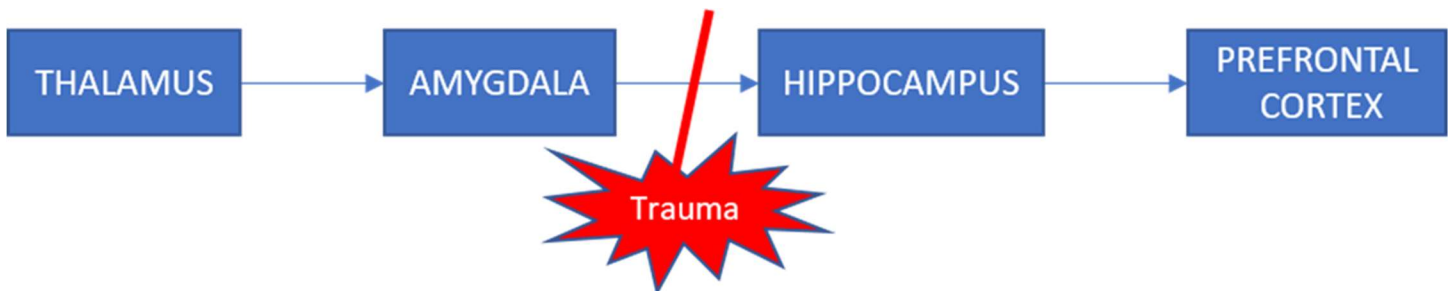 THALAMUS
AMYGDALA
HIPPOCAMPUS
PREFRONTAL
CORTEX
Trauma